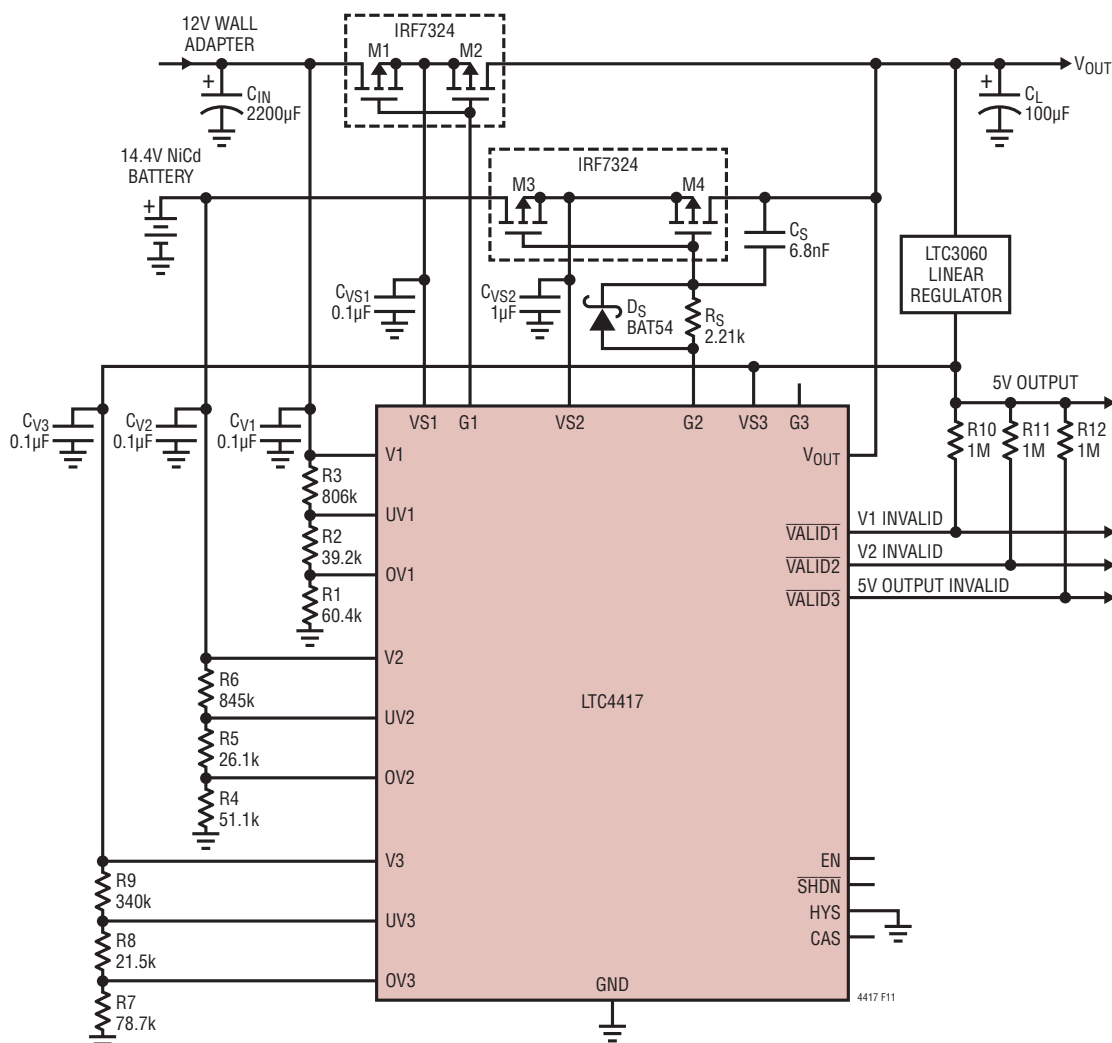 12V WALL
ADAPTER
IRF7324
M1
M2
VOUT
+
CIN
2200µF
+
CL
100µF
14.4V NiCd
BATTERY
+
IRF7324
M3
M4
CS
6.8nF
LTC3060
LINEAR
REGULATOR
CVS1
0.1µF
CVS2
1µF
DS
BAT54
RS
2.21k
5V OUTPUT
CV3
0.1µF
CV2
0.1µF
CV1
0.1µF
VS1
G1
VS2
G2
VS3
G3
R10
1M
R11
1M
R12
1M
V1
VOUT
R3
806k
UV1
R2
39.2k
OV1
R1
60.4k
VALID1
V1 INVALID
VALID2
V2 INVALID
VALID3
5V OUTPUT INVALID
V2
R6
845k
UV2
R5
26.1k
OV2
R4
51.1k
LTC4417
V3
R9
340k
UV3
R8
21.5k
OV3
R7
78.7k
EN
SHDN
HYS
CAS
GND
4417 F11